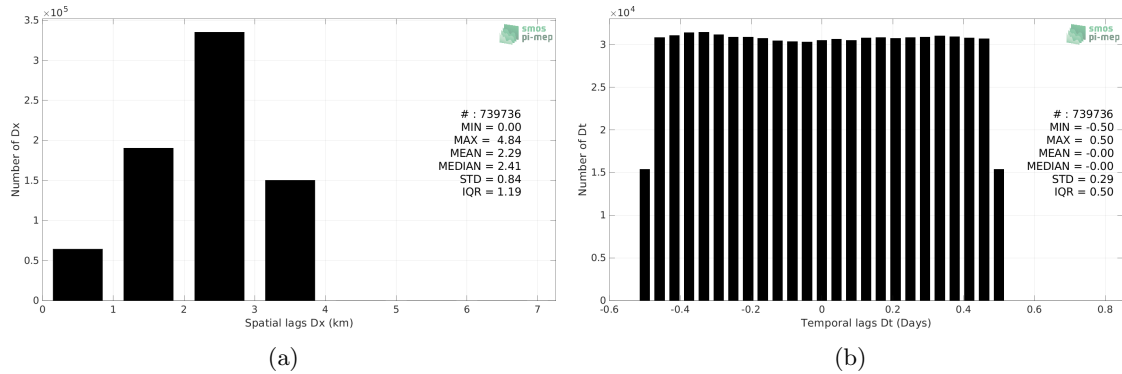 ×10⁵
3.5
3
2.5
2
1.5
1
0.5
0
Number of Dx
smos
pi-mep
# : 739736
MIN = 0.00
MAX = 4.84
MEAN = 2.29
MEDIAN = 2.41
STD = 0.84
IQR = 1.19
0 1 2 3 4 5 6 7
Spatial lags Dx (km)
(a)
×10⁴
3
2.5
2
1.5
1
0.5
0
Number of Dt
smos
pi-mep
# : 739736
MIN = -0.50
MAX = 0.50
MEAN = -0.00
MEDIAN = -0.00
STD = 0.29
IQR = 0.50
-0.6 -0.4 -0.2 0 0.2 0.4 0.6 0.8
Temporal lags Dt (Days)
(b)